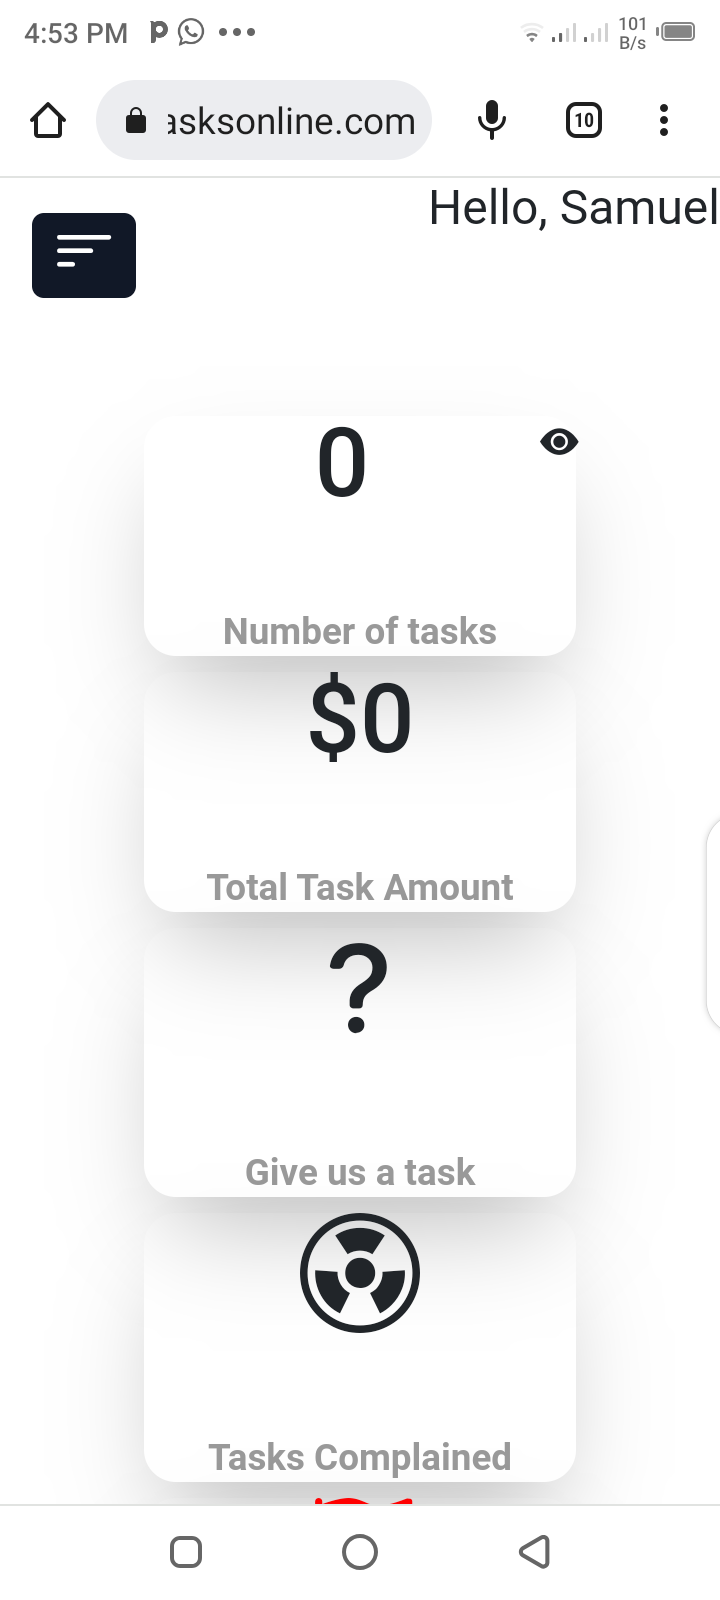 4:53 PM
101
B/s
asksonline.com
10
Hello, Samuel
0
Number of tasks
$0
Total Task Amount
?
Give us a task
Tasks Complained